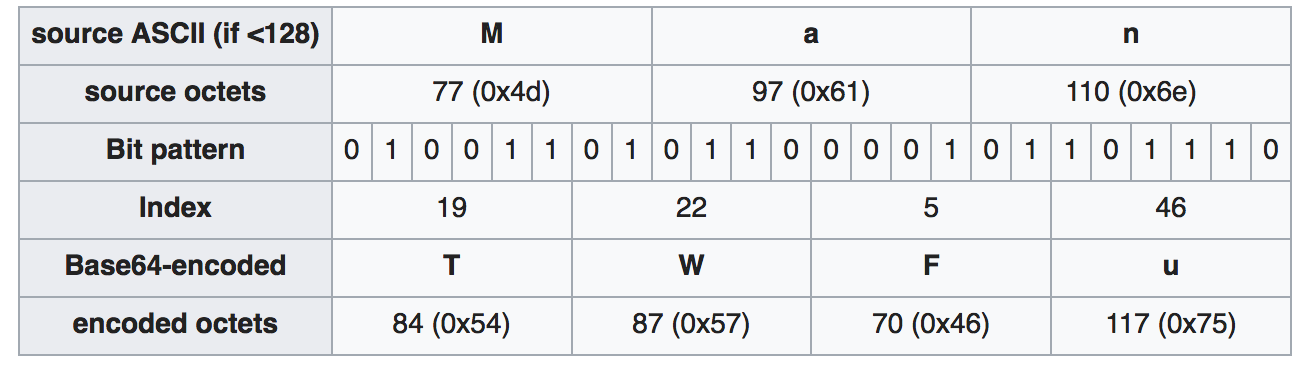 source ASCII (if <128) M a n
source octets 77 (0x4d) 97 (0x61) 110 (0x6e)
Bit pattern 0 1 0 0 1 1 0 1 0 1 1 0 0 0 0 1 0 1 1 0 1 1 1 0
Index 19 22 5 46
Base64-encoded T W F u
encoded octets 84 (0x54) 87 (0x57) 70 (0x46) 117 (0x75)